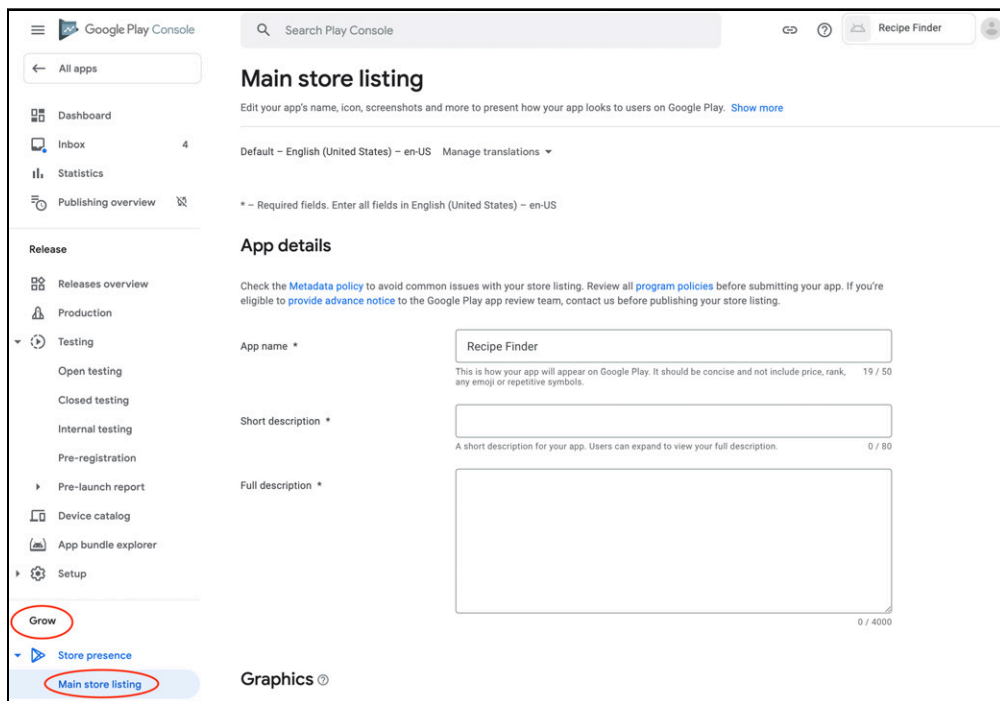 Google Play Console
Search Play Console
Recipe Finder
All apps
Dashboard
Inbox 4
Statistics
Publishing overview
Release
Releases overview
Production
Testing
Open testing
Closed testing
Internal testing
Pre-registration
Pre-launch report
Device catalog
App bundle explorer
Setup
Grow
Store presence
Main store listing
Main store listing
Edit your app's name, icon, screenshots and more to present how your app looks to users on Google Play. Show more
Default – English (United States) – en-US Manage translations
* – Required fields. Enter all fields in English (United States) – en-US
App details
Check the Metadata policy to avoid common issues with your store listing. Review all program policies before submitting your app. If you're
eligible to provide advance notice to the Google Play app review team, contact us before publishing your store listing.
App name *
Recipe Finder
This is how your app will appear on Google Play. It should be concise and not include price, rank, 19 / 50
any emoji or repetitive symbols.
Short description *
A short description for your app. Users can expand to view your full description. 0 / 80
Full description *
0 / 4000
Graphics